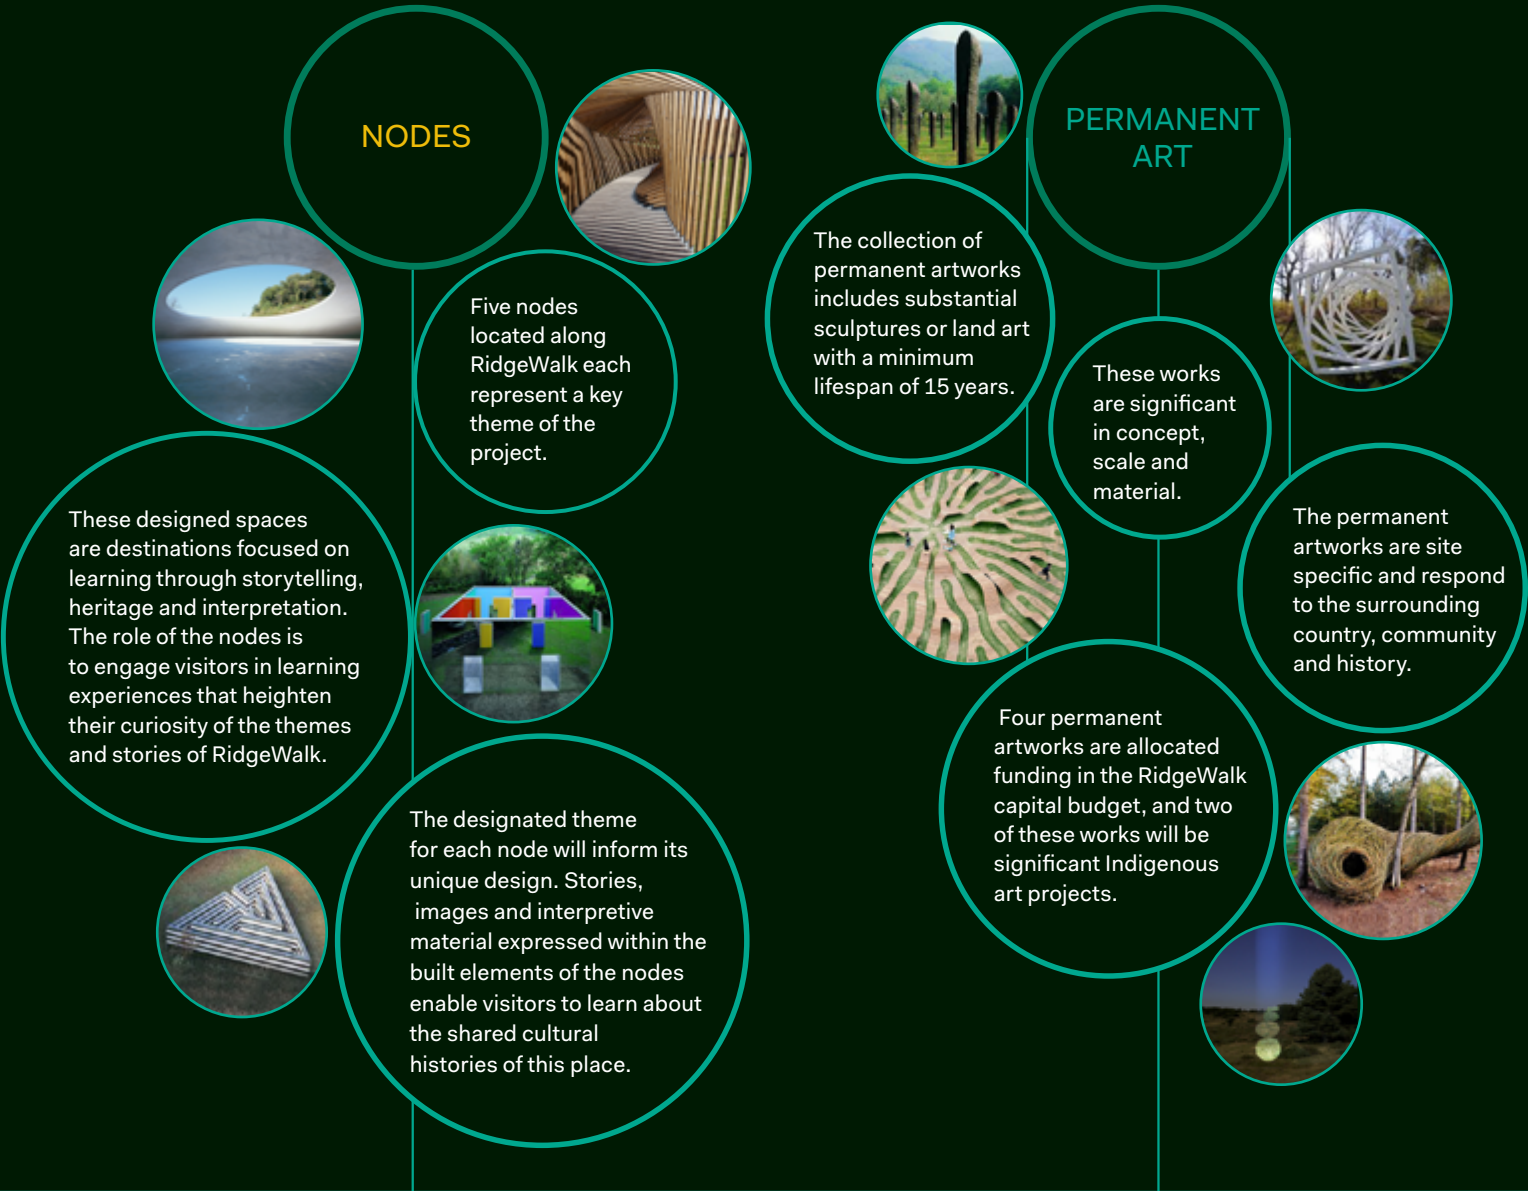 NODES
Five nodes
located along
RidgeWalk each
represent a key
theme of the
project.
These designed spaces
are destinations focused on
learning through storytelling,
heritage and interpretation.
The role of the nodes is
to engage visitors in learning
experiences that heighten
their curiosity of the themes
and stories of RidgeWalk.
The designated theme
for each node will inform its
unique design. Stories,
images and interpretive
material expressed within the
built elements of the nodes
enable visitors to learn about
the shared cultural
histories of this place.
PERMANENT
ART
The collection of
permanent artworks
includes substantial
sculptures or land art
with a minimum
lifespan of 15 years.
These works
are significant
in concept,
scale and
material.
The permanent
artworks are site
specific and respond
to the surrounding
country, community
and history.
Four permanent
artworks are allocated
funding in the RidgeWalk
capital budget, and two
of these works will be
significant Indigenous
art projects.